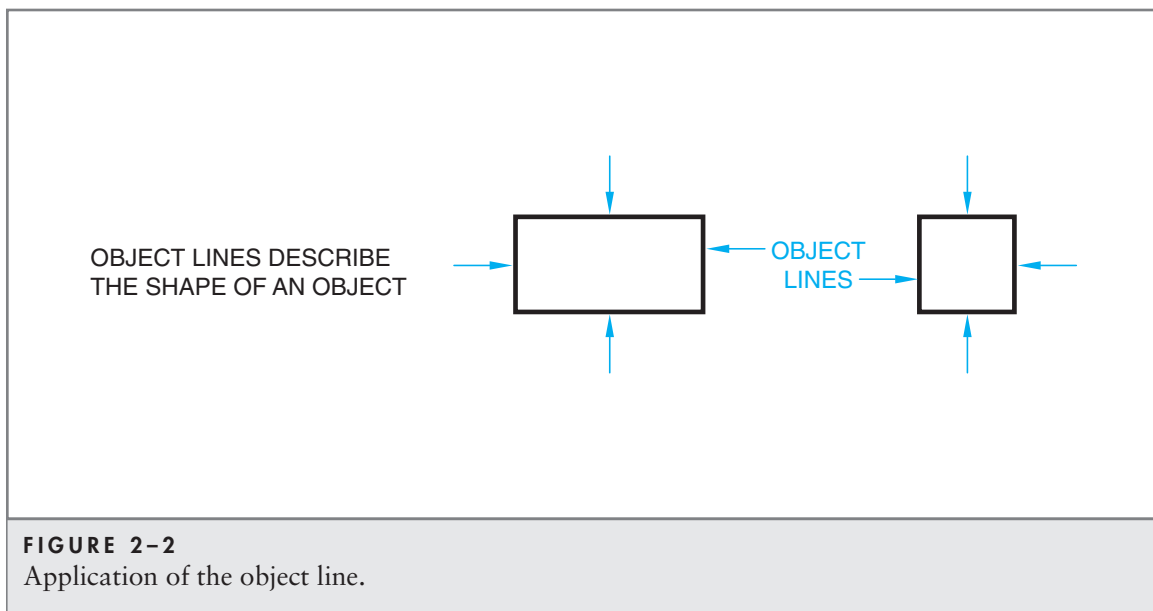 OBJECT LINES DESCRIBE
THE SHAPE OF AN OBJECT
OBJECT
LINES
FIGURE 2–2
Application of the object line.